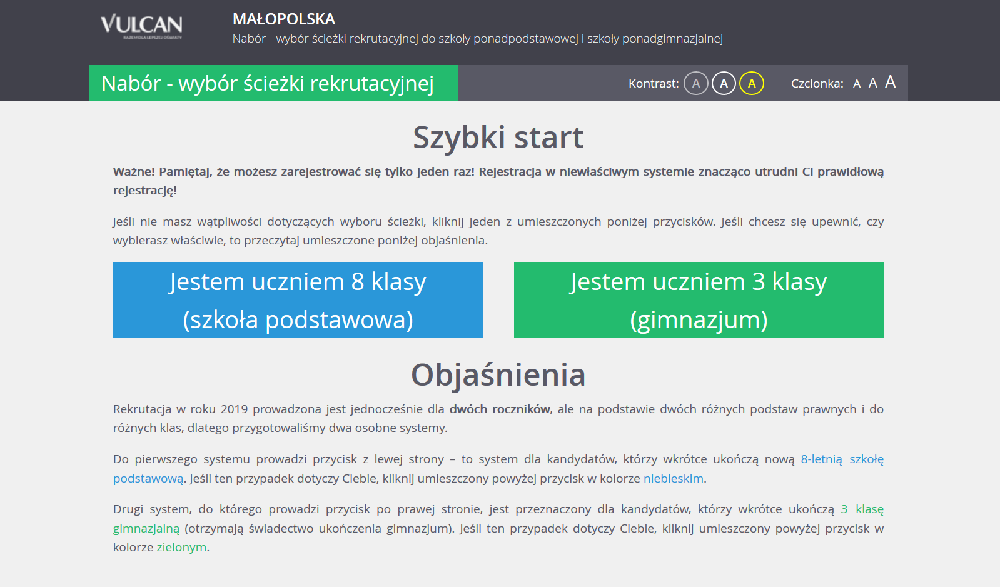 VULCAN
RAZEM DLA LEPSZEJ OŚWIATY
MAŁOPOLSKA
Nabór - wybór ścieżki rekrutacyjnej do szkoły ponadpodstawowej i szkoły ponadgimnazjalnej
Nabór - wybór ścieżki rekrutacyjnej
Kontrast: A A A Czcionka: A A A
Szybki start
Ważne! Pamiętaj, że możesz zarejestrować się tylko jeden raz! Rejestracja w niewłaściwym systemie znacząco utrudni Ci prawidłową
rejestrację!
Jeśli nie masz wątpliwości dotyczących wyboru ścieżki, kliknij jeden z umieszczonych poniżej przycisków. Jeśli chcesz się upewnić, czy
wybierasz właściwie, to przeczytaj umieszczone poniżej objaśnienia.
Jestem uczniem 8 klasy
(szkoła podstawowa)
Jestem uczniem 3 klasy
(gimnazjum)
Objaśnienia
Rekrutacja w roku 2019 prowadzona jest jednocześnie dla dwóch roczników, ale na podstawie dwóch różnych podstaw prawnych i do
różnych klas, dlatego przygotowaliśmy dwa osobne systemy.
Do pierwszego systemu prowadzi przycisk z lewej strony – to system dla kandydatów, którzy wkrótce ukończą nową 8-letnią szkołę
podstawową. Jeśli ten przypadek dotyczy Ciebie, kliknij umieszczony powyżej przycisk w kolorze niebieskim.
Drugi system, do którego prowadzi przycisk po prawej stronie, jest przeznaczony dla kandydatów, którzy wkrótce ukończą 3 klasę
gimnazjalną (otrzymają świadectwo ukończenia gimnazjum). Jeśli ten przypadek dotyczy Ciebie, kliknij umieszczony powyżej przycisk w
kolorze zielonym.